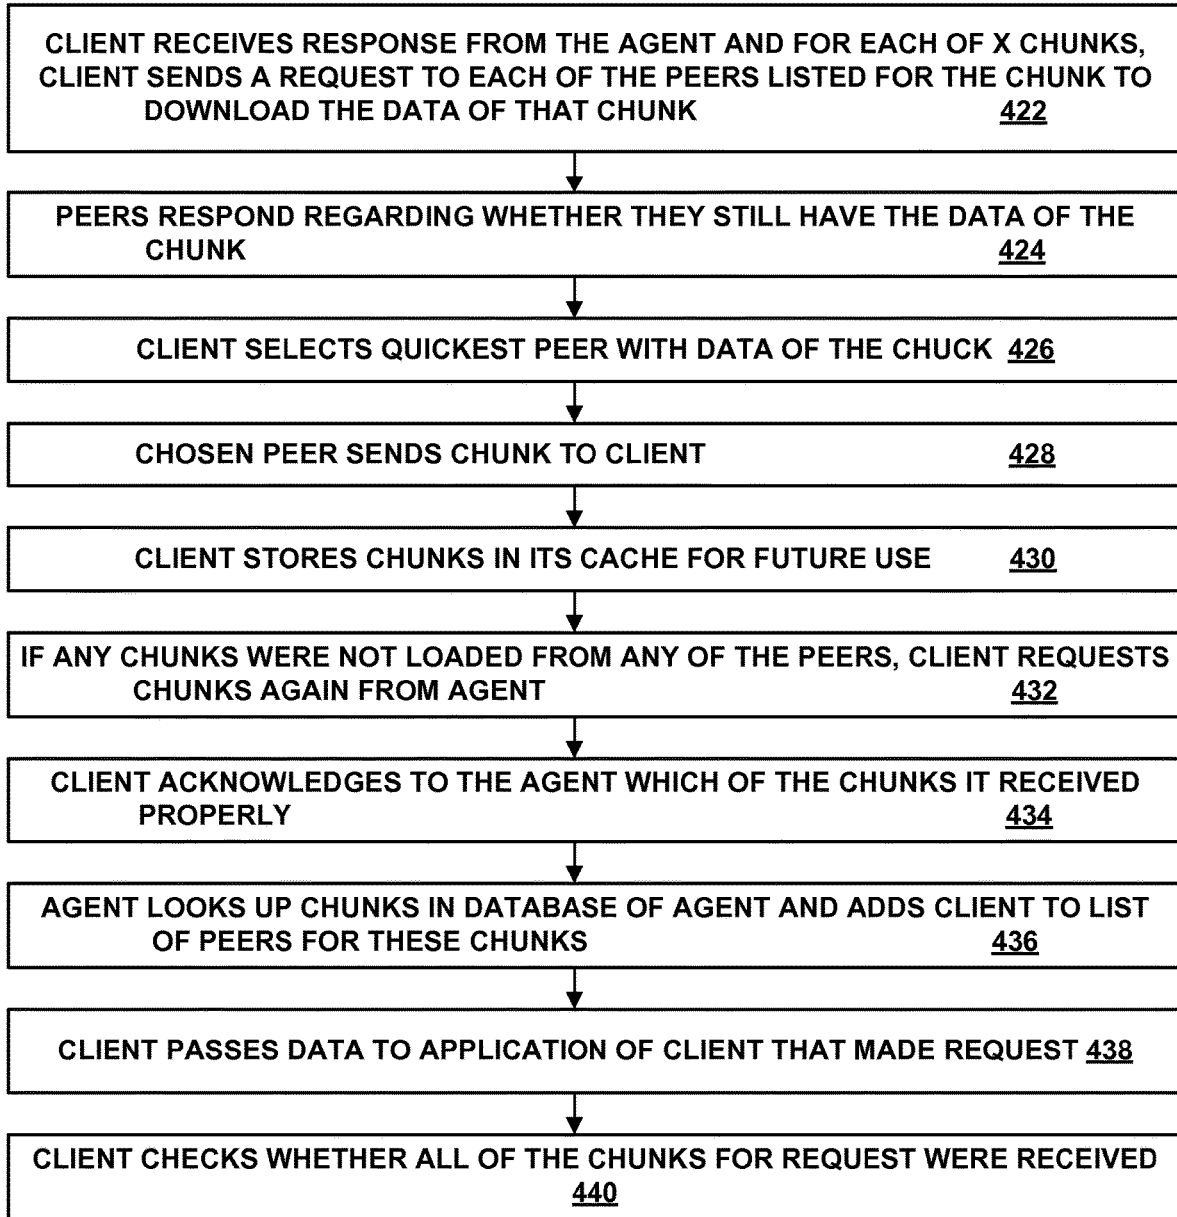 CLIENT RECEIVES RESPONSE FROM THE AGENT AND FOR EACH OF X CHUNKS,
CLIENT SENDS A REQUEST TO EACH OF THE PEERS LISTED FOR THE CHUNK TO
DOWNLOAD THE DATA OF THAT CHUNK 422
PEERS RESPOND REGARDING WHETHER THEY STILL HAVE THE DATA OF THE
CHUNK 424
CLIENT SELECTS QUICKEST PEER WITH DATA OF THE CHUCK 426
CHOSEN PEER SENDS CHUNK TO CLIENT 428
CLIENT STORES CHUNKS IN ITS CACHE FOR FUTURE USE 430
IF ANY CHUNKS WERE NOT LOADED FROM ANY OF THE PEERS, CLIENT REQUESTS
CHUNKS AGAIN FROM AGENT 432
CLIENT ACKNOWLEDGES TO THE AGENT WHICH OF THE CHUNKS IT RECEIVED
PROPERLY 434
AGENT LOOKS UP CHUNKS IN DATABASE OF AGENT AND ADDS CLIENT TO LIST
OF PEERS FOR THESE CHUNKS 436
CLIENT PASSES DATA TO APPLICATION OF CLIENT THAT MADE REQUEST 438
CLIENT CHECKS WHETHER ALL OF THE CHUNKS FOR REQUEST WERE RECEIVED
440